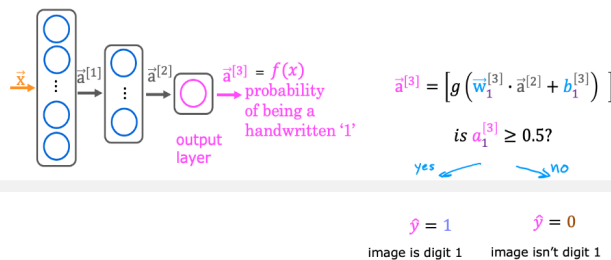 x⃗
⋮
a⃗^[1]
⋮
a⃗^[2]
a⃗^[3] = f(x)
probability
of being a
handwritten ‘1’
output
layer
a⃗^[3] = [g (w⃗₁^[3] · a⃗^[2] + b₁^[3]) ]
is a₁^[3] ≥ 0.5?
yes
no
ŷ = 1
image is digit 1
ŷ = 0
image isn't digit 1